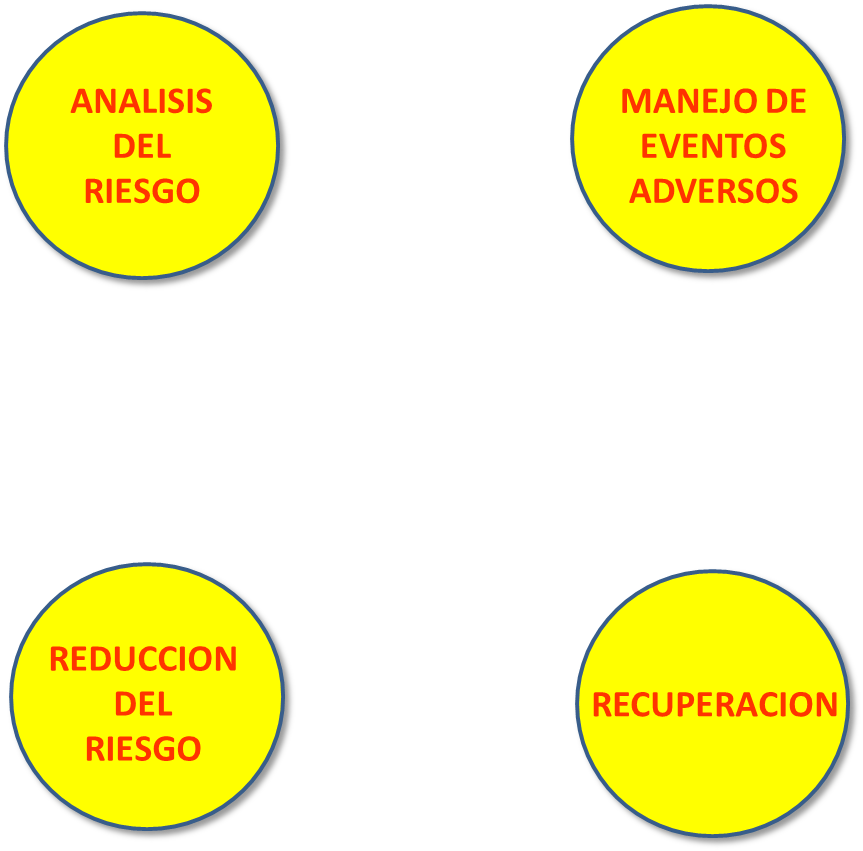 ANALISIS
DEL
RIESGO
MANEJO DE
EVENTOS
ADVERSOS
REDUCCION
DEL
RIESGO
RECUPERACION